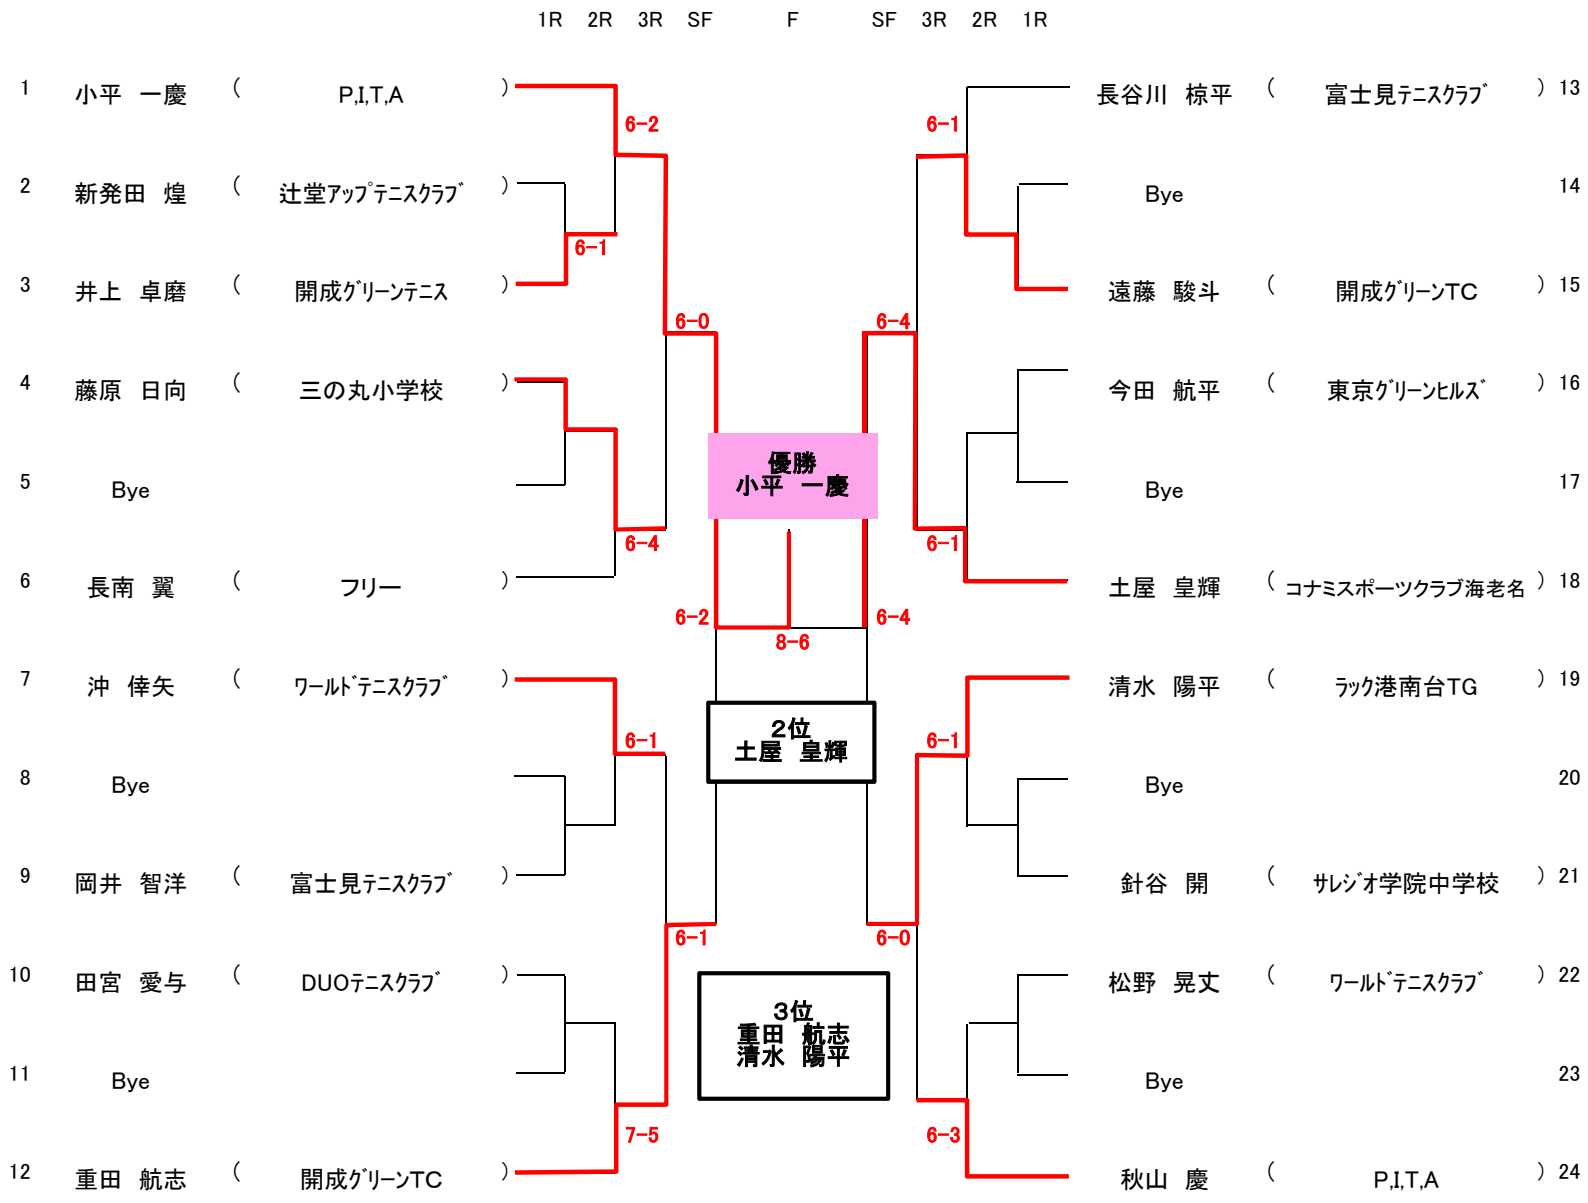 1R 2R 3R SF F SF 3R 2R 1R
1 小平 一慶 ( P,I,T,A ) 長谷川 椋平 ( 富士見ﾃﾆｽｸﾗﾌﾞ ) 13
6-2 6-1
2 新発田 煌 ( 辻堂ｱｯﾌﾟﾃﾆｽｸﾗﾌﾞ ) Bye 14
6-1
3 井上 卓磨 ( 開成ｸﾞﾘｰﾝﾃﾆｽ ) 遠藤 駿斗 ( 開成ｸﾞﾘｰﾝTC ) 15
6-0 6-4
4 藤原 日向 ( 三の丸小学校 今田 航平 ( 東京ｸﾞﾘｰﾝﾋﾙｽﾞ ) 16
優勝
小平 一慶
5 Bye Bye 17
6-4 6-1
6 長南 翼 ( フリー ) 土屋 皇輝 ( コナミスポーツクラブ海老名 ) 18
6-2 6-4
8-6
7 沖 倖矢 ( ﾜｰﾙﾄﾞﾃﾆｽｸﾗﾌﾞ ) 清水 陽平 ( ﾗｯｸ港南台TG ) 19
2位
6-1 6-1
土屋 皇輝
8 Bye Bye 20
9 岡井 智洋 ( 富士見ﾃﾆｽｸﾗﾌﾞ ) 針谷 開 ( ｻﾚｼﾞｵ学院中学校 ) 21
6-1 6-0
10 田宮 愛与 ( DUOﾃﾆｽｸﾗﾌﾞ ) 松野 晃丈 ( ﾜｰﾙﾄﾞﾃﾆｽｸﾗﾌﾞ ) 22
3位
重田 航志
清水 陽平
11 Bye Bye 23
7-5 6-3
12 重田 航志 ( 開成ｸﾞﾘｰﾝTC ) 秋山 慶 ( P,I,T,A ) 24